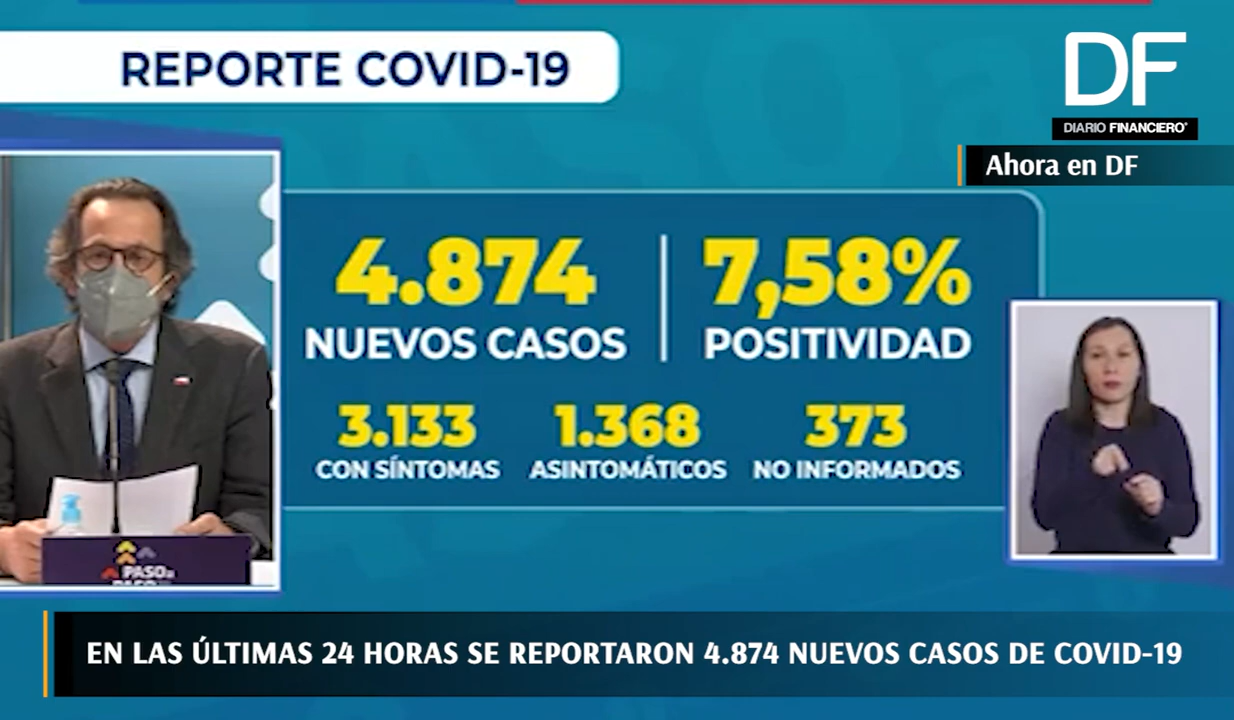 REPORTE COVID-19
DF
DIARIO FINANCIERO®
Ahora en DF
4.874
NUEVOS CASOS
7,58%
POSITIVIDAD
3.133
CON SÍNTOMAS
1.368
ASINTOMÁTICOS
373
NO INFORMADOS
PASO a
PASO
EN LAS ÚLTIMAS 24 HORAS SE REPORTARON 4.874 NUEVOS CASOS DE COVID-19